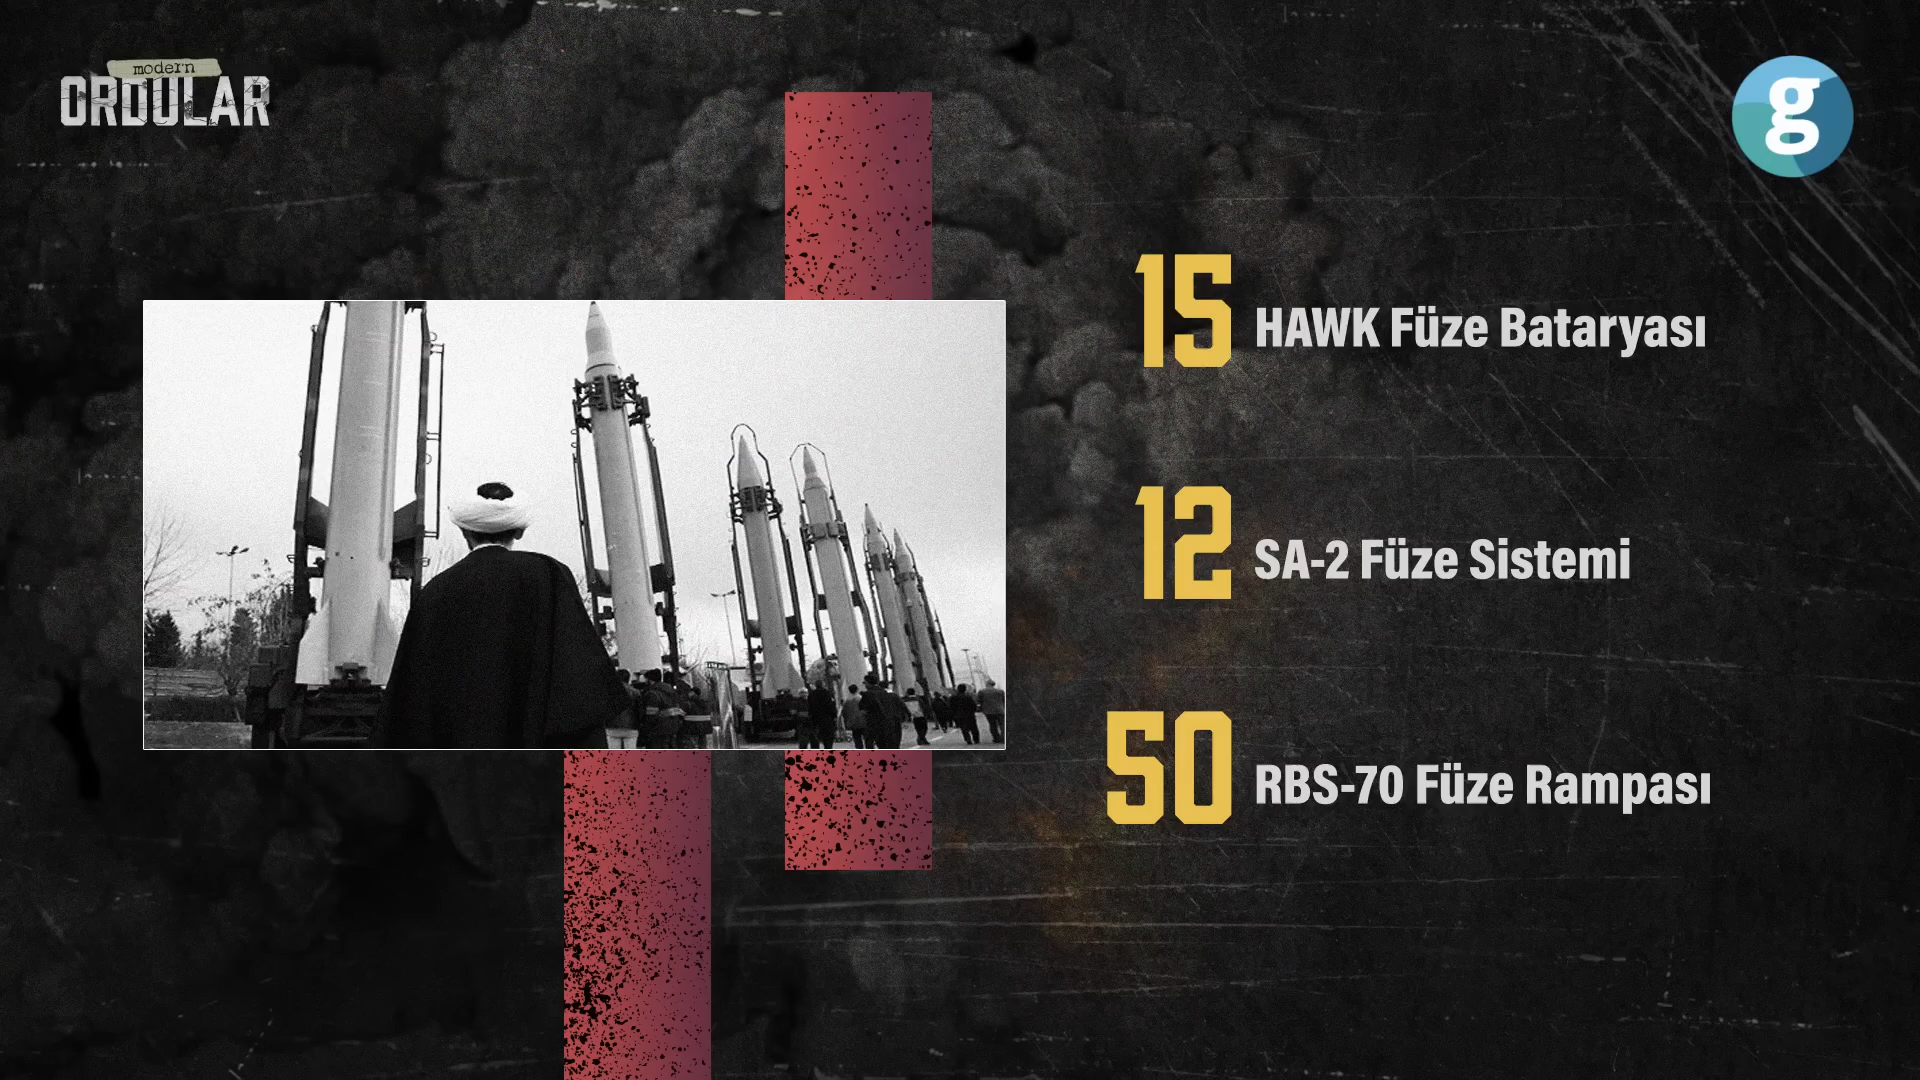 modern
ORDULAR
g
15 HAWK Füze Bataryası
12 SA-2 Füze Sistemi
50 RBS-70 Füze Rampası